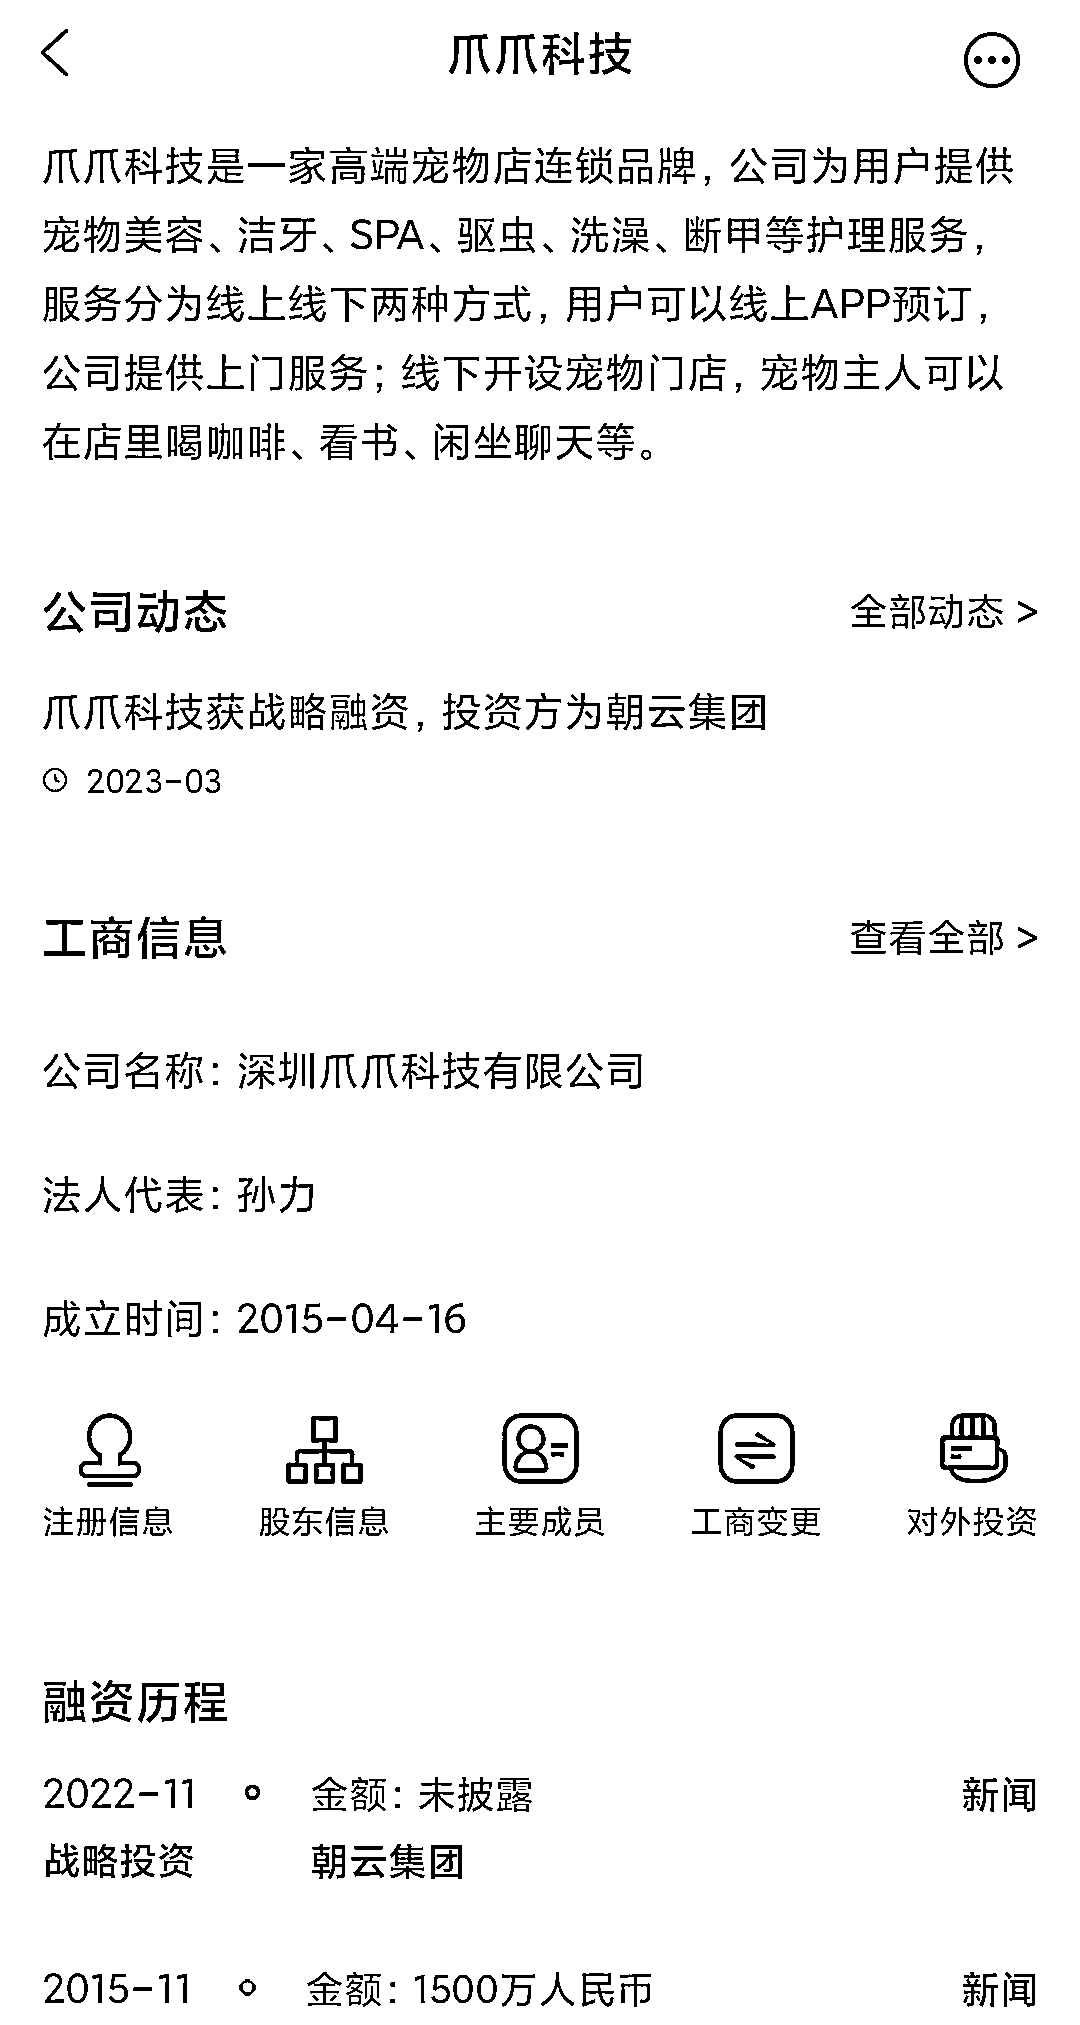 爪爪科技
爪爪科技是一家高端宠物店连锁品牌，公司为用户提供
宠物美容、洁牙、SPA、驱虫、洗澡、断甲等护理服务，
服务分为线上线下两种方式，用户可以线上APP预订，
公司提供上门服务；线下开设宠物门店，宠物主人可以
在店里喝咖啡、看书、闲坐聊天等。
公司动态 全部动态 >
爪爪科技获战略融资，投资方为朝云集团
2023-03
工商信息 查看全部 >
公司名称：深圳爪爪科技有限公司
法人代表：孙力
成立时间：2015-04-16
注册信息 股东信息 主要成员 工商变更 对外投资
融资历程
2022-11 金额：未披露 新闻
战略投资 朝云集团
2015-11 金额：1500万人民币 新闻